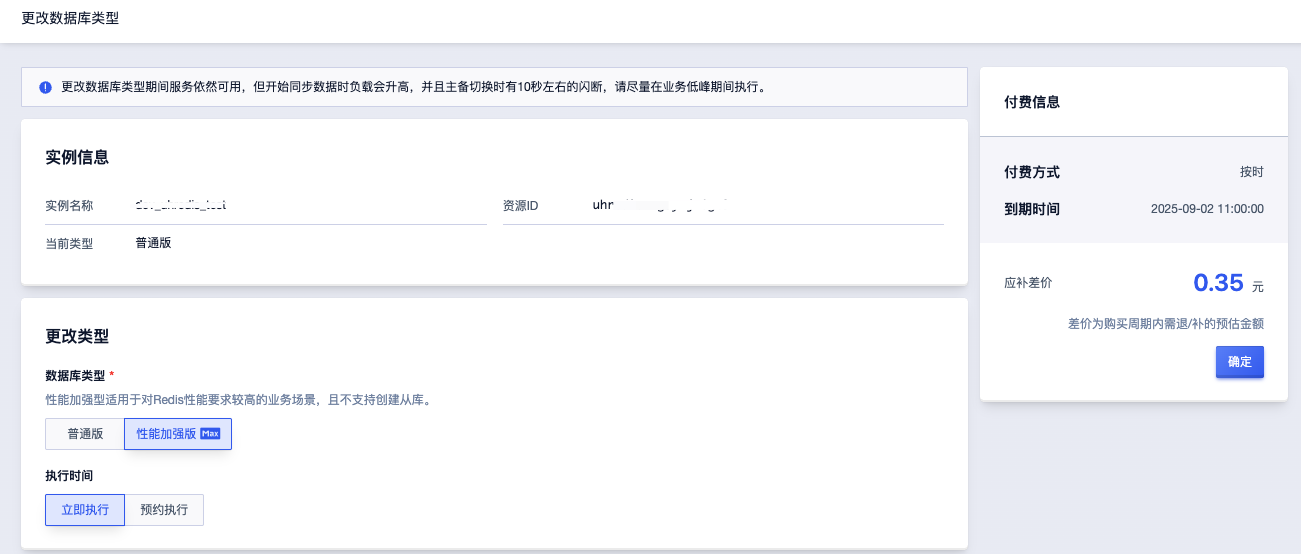 更改数据库类型
更改数据库类型期间服务依然可用，但开始同步数据时负载会升高，并且主备切换时有10秒左右的闪断，请尽量在业务低峰期间执行。
实例信息
实例名称
资源ID
当前类型 普通版
更改类型
数据库类型 *
性能加强型适用于对Redis性能要求较高的业务场景，且不支持创建从库。
普通版 性能加强版 Max
执行时间
立即执行 预约执行
付费信息
付费方式 按时
到期时间 2025-09-02 11:00:00
应补差价 0.35 元
差价为购买周期内需退/补的预估金额
确定